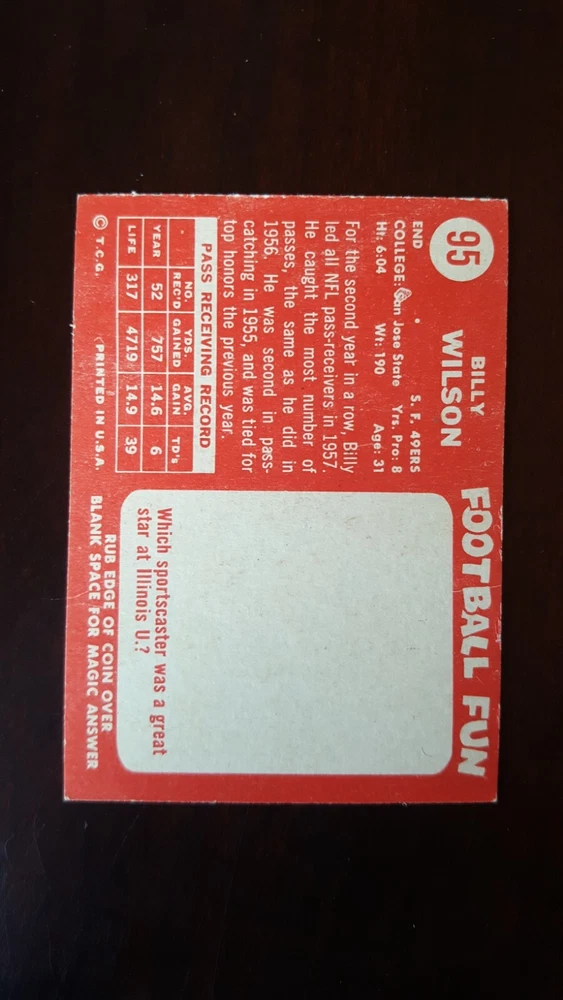 95
BILLY
WILSON
END S. F. 49ERS
COLLEGE: San Jose State Yrs. Pro: 8
Ht: 6:04 Wt: 190 Age: 31
For the second year in a row, Billy
led all NFL pass-receivers in 1957.
He caught the most number of
passes, the same as he did in
1956. He was second in pass-
catching in 1955, and was tied for
top honors the previous year.
PASS RECEIVING RECORD
NO. REC'D YDS. GAINED AVG. GAIN TD's
YEAR 52 757 14.6 6
LIFE 317 4719 14.9 39
© T.C.G. PRINTED IN U.S.A.
FOOTBALL FUN
Which sportscaster was a great
star at Illinois U.?
RUB EDGE OF COIN OVER
BLANK SPACE FOR MAGIC ANSWER